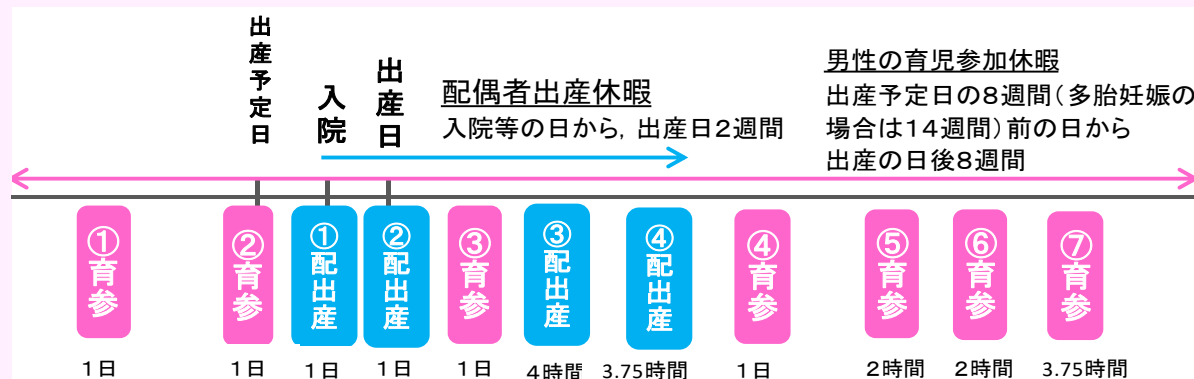 出産予定日
入院
出産日
配偶者出産休暇
入院等の日から，出産日２週間
男性の育児参加休暇
出産予定日の８週間（多胎妊娠の
場合は１４週間）前の日から
出産の日後８週間
①育参
②育参
①配出産
②配出産
③育参
③配出産
④配出産
④育参
⑤育参
⑥育参
⑦育参
１日
１日
１日
１日
１日
４時間
3.75時間
１日
２時間
２時間
3.75時間